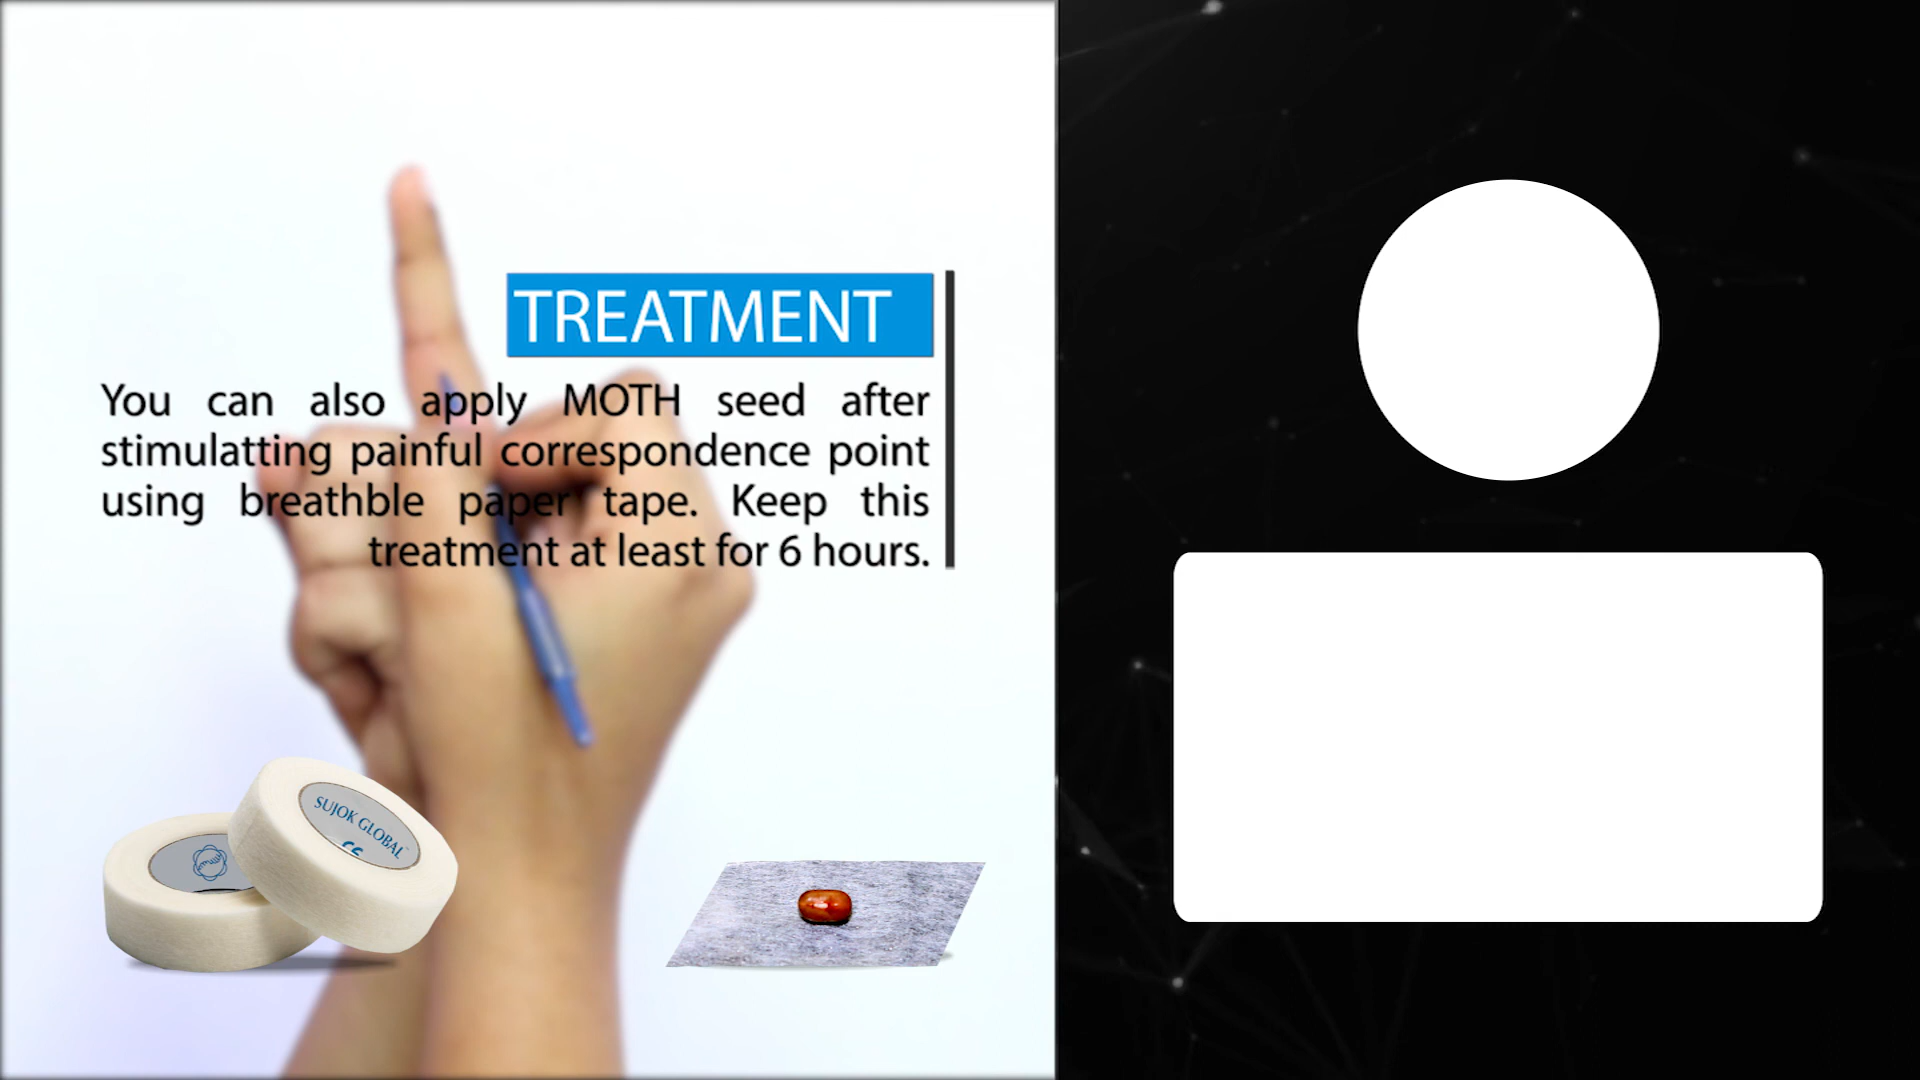 TREATMENT
You can also apply MOTH seed after
stimulatting painful correspondence point
using breathble paper tape. Keep this
treatment at least for 6 hours.
SUJOK GLOBAL
CE